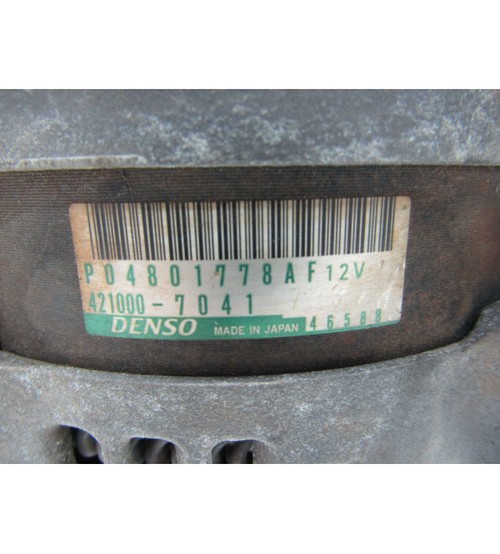 P04801778AF 12V
421000-7041
DENSO MADE IN JAPAN 46588